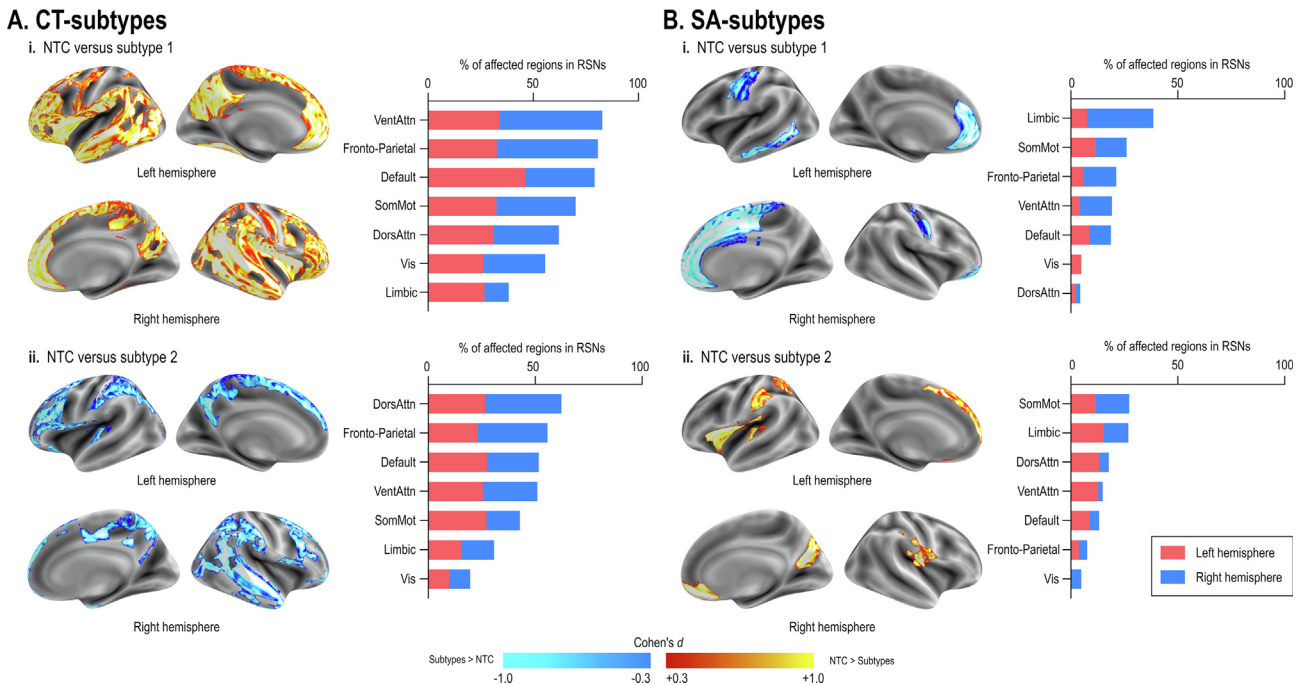 A. CT-subtypes
i. NTC versus subtype 1
Left hemisphere
Right hemisphere
% of affected regions in RSNs
0 50 100
VentAttn
Fronto-Parietal
Default
SomMot
DorsAttn
Vis
Limbic
ii. NTC versus subtype 2
Left hemisphere
Right hemisphere
% of affected regions in RSNs
0 50 100
DorsAttn
Fronto-Parietal
Default
VentAttn
SomMot
Limbic
Vis
B. SA-subtypes
i. NTC versus subtype 1
Left hemisphere
Right hemisphere
% of affected regions in RSNs
0 50 100
Limbic
SomMot
Fronto-Parietal
VentAttn
Default
Vis
DorsAttn
ii. NTC versus subtype 2
Left hemisphere
Right hemisphere
% of affected regions in RSNs
0 50 100
SomMot
Limbic
DorsAttn
VentAttn
Default
Fronto-Parietal
Vis
Left hemisphere
Right hemisphere
Cohen's d
Subtypes > NTC
NTC > Subtypes
-1.0 -0.3 +0.3 +1.0